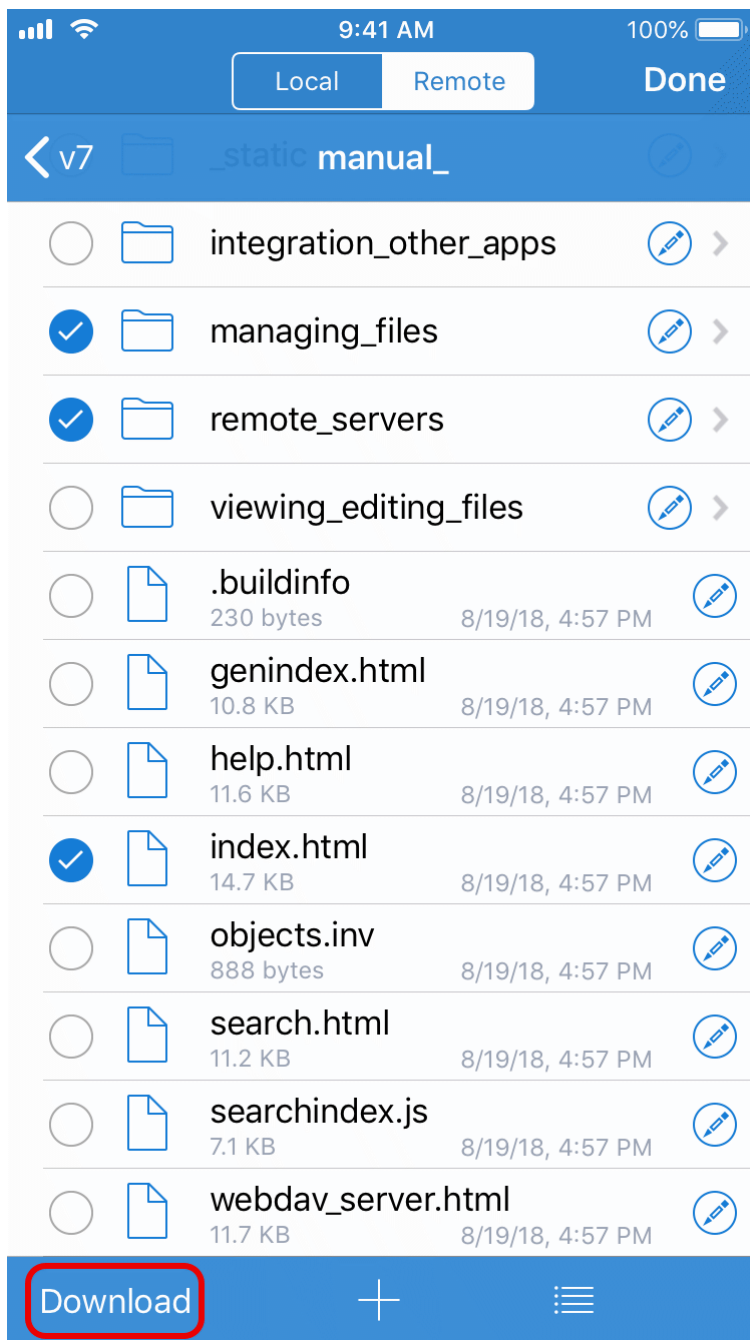 9:41 AM 100%
Local Remote Done
v7 _static manual_
integration_other_apps
managing_files
remote_servers
viewing_editing_files
.buildinfo
230 bytes 8/19/18, 4:57 PM
genindex.html
10.8 KB 8/19/18, 4:57 PM
help.html
11.6 KB 8/19/18, 4:57 PM
index.html
14.7 KB 8/19/18, 4:57 PM
objects.inv
888 bytes 8/19/18, 4:57 PM
search.html
11.2 KB 8/19/18, 4:57 PM
searchindex.js
7.1 KB 8/19/18, 4:57 PM
webdav_server.html
11.7 KB 8/19/18, 4:57 PM
Download